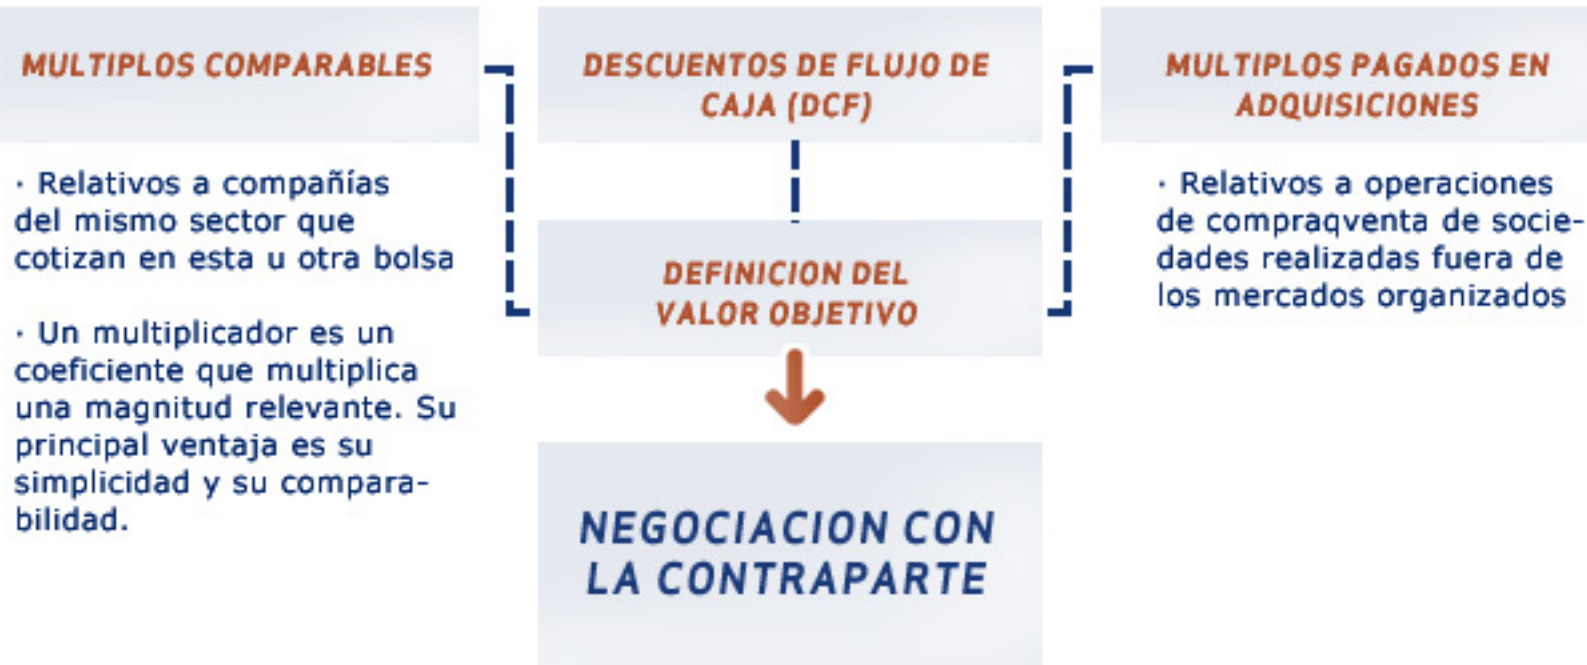 MULTIPLOS COMPARABLES
· Relativos a compañías
del mismo sector que
cotizan en esta u otra bolsa
· Un multiplicador es un
coeficiente que multiplica
una magnitud relevante. Su
principal ventaja es su
simplicidad y su compara-
bilidad.
DESCUENTOS DE FLUJO DE
CAJA (DCF)
DEFINICION DEL
VALOR OBJETIVO
NEGOCIACION CON
LA CONTRAPARTE
MULTIPLOS PAGADOS EN
ADQUISICIONES
· Relativos a operaciones
de compraqventa de socie-
dades realizadas fuera de
los mercados organizados